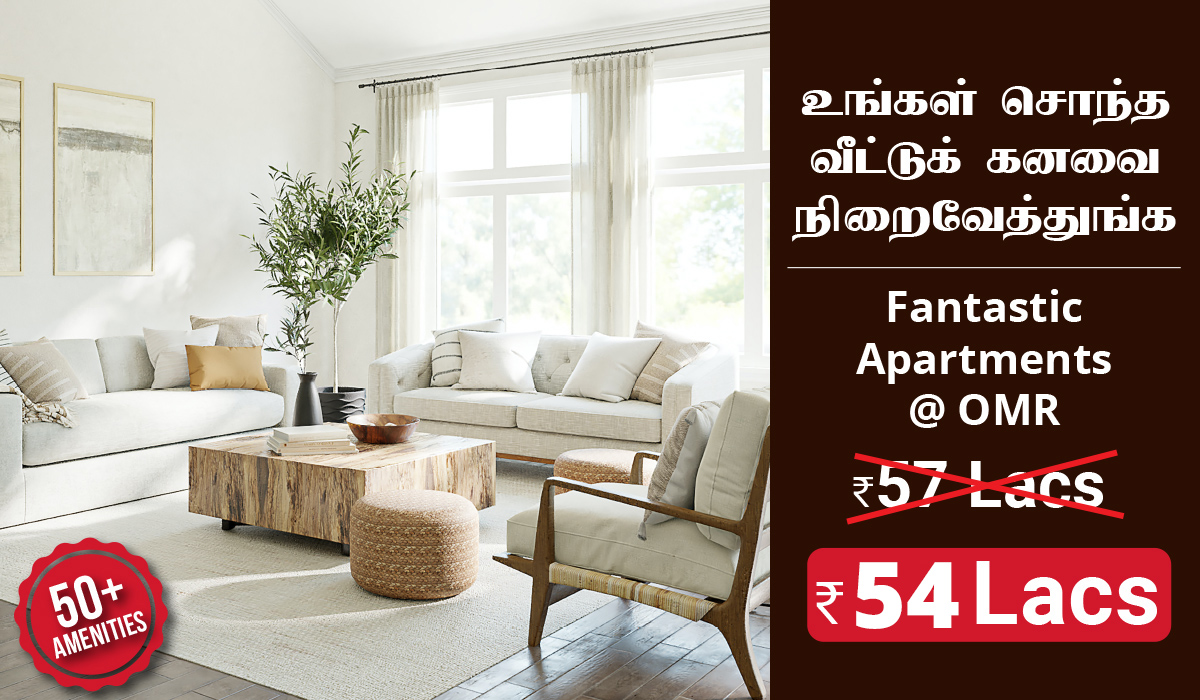 உங்கள் சொந்த
வீட்டுக் கனவை
நிறைவேத்துங்க
Fantastic
Apartments
@ OMR
₹57 Lacs
₹54 Lacs
50+
AMENITIES